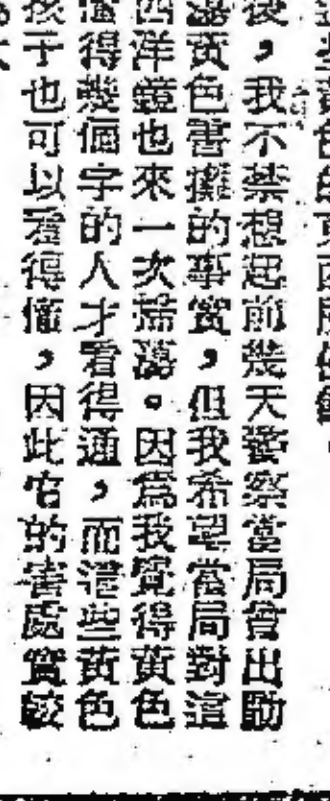 後，我不禁想起前幾天警察當局曾出動
蕩黃色書攤的事實，但我希望當局對這
西洋鏡也來一次掃蕩。因為我覺得黃色
得幾個字的人才看得通，而這些黃色
孩子也可以看得懂，因此它的害處實較